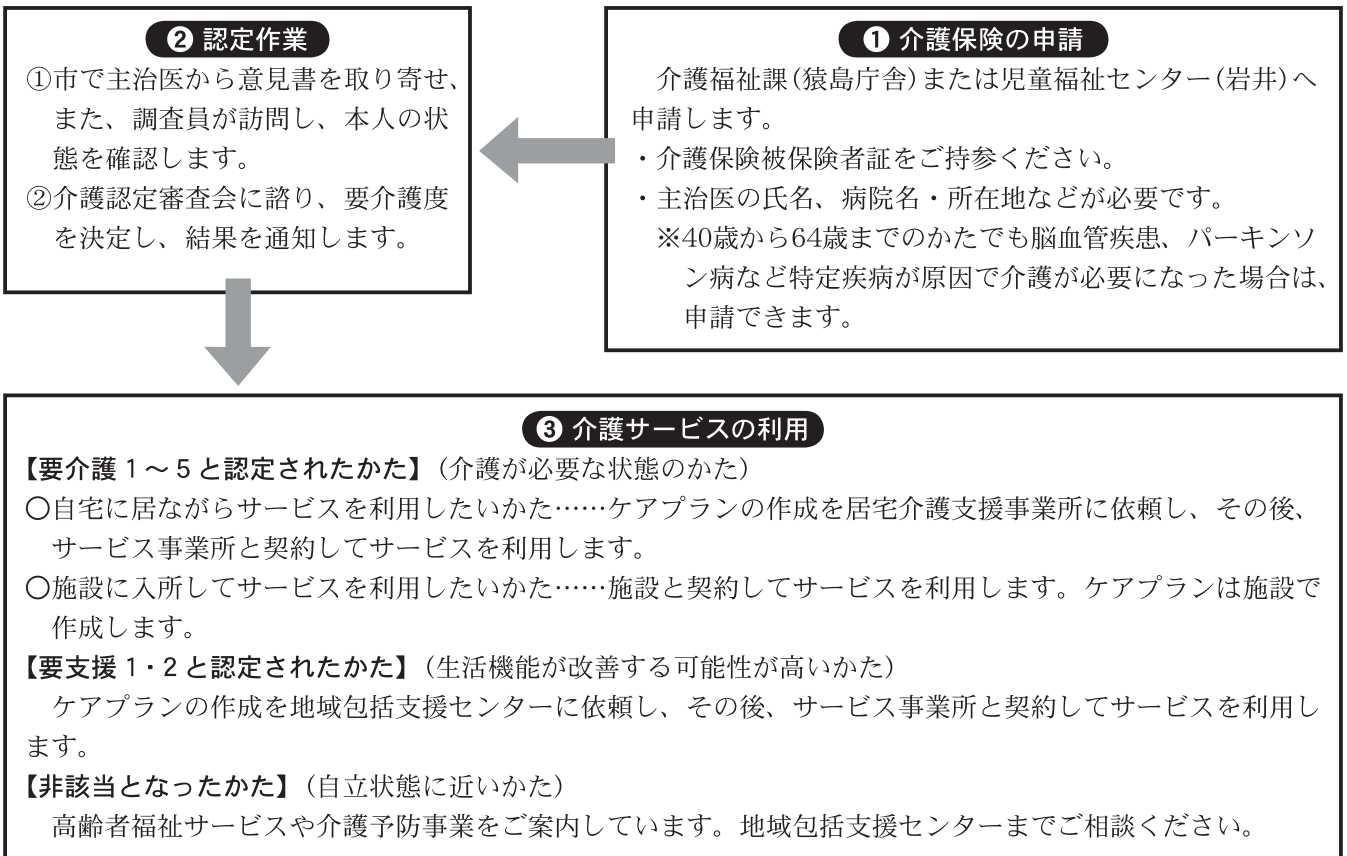 ❶ 介護保険の申請
　介護福祉課(猿島庁舎)または児童福祉センター(岩井)へ
申請します。
・介護保険被保険者証をご持参ください。
・主治医の氏名、病院名・所在地などが必要です。
※40歳から64歳までのかたでも脳血管疾患、パーキンソ
ン病など特定疾病が原因で介護が必要になった場合は、
申請できます。
❷ 認定作業
①市で主治医から意見書を取り寄せ、
また、調査員が訪問し、本人の状
態を確認します。
②介護認定審査会に諮り、要介護度
を決定し、結果を通知します。
❸ 介護サービスの利用
【要介護1～5と認定されたかた】(介護が必要な状態のかた)
〇自宅に居ながらサービスを利用したいかた……ケアプランの作成を居宅介護支援事業所に依頼し、その後、
サービス事業所と契約してサービスを利用します。
〇施設に入所してサービスを利用したいかた……施設と契約してサービスを利用します。ケアプランは施設で
作成します。
【要支援1・2と認定されたかた】(生活機能が改善する可能性が高いかた)
　ケアプランの作成を地域包括支援センターに依頼し、その後、サービス事業所と契約してサービスを利用し
ます。
【非該当となったかた】(自立状態に近いかた)
　高齢者福祉サービスや介護予防事業をご案内しています。地域包括支援センターまでご相談ください。